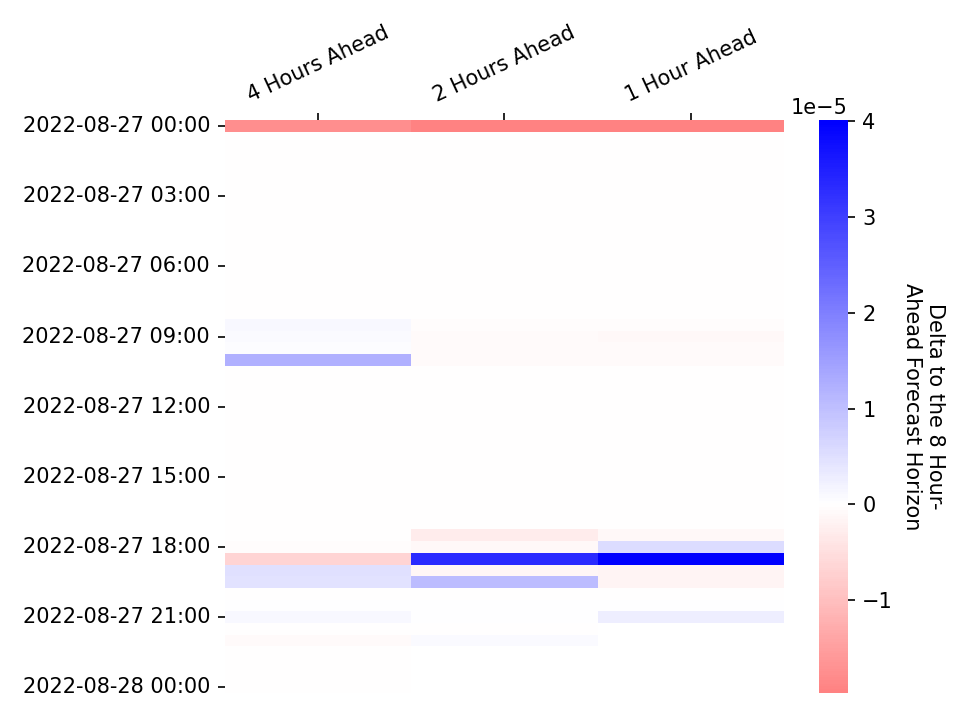 4 Hours Ahead
2 Hours Ahead
1 Hour Ahead
1e−5
2022-08-27 00:00
2022-08-27 03:00
2022-08-27 06:00
2022-08-27 09:00
2022-08-27 12:00
2022-08-27 15:00
2022-08-27 18:00
2022-08-27 21:00
2022-08-28 00:00
4
3
2
1
0
−1
Delta to the 8 Hour-
Ahead Forecast Horizon